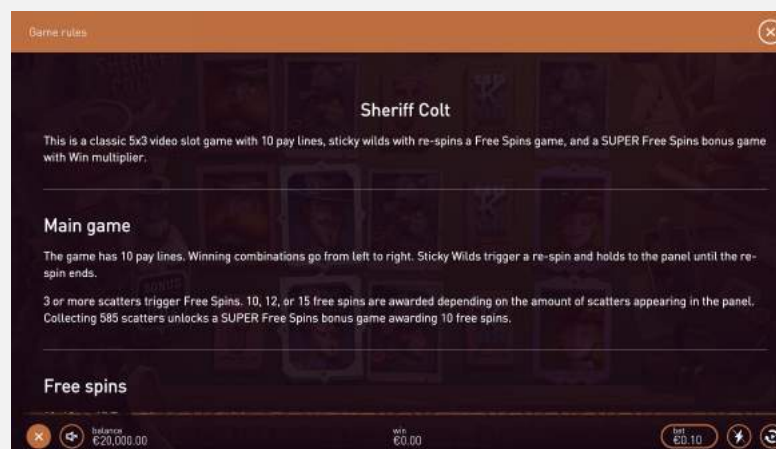 Game rules
Sheriff Colt
This is a classic 5x3 video slot game with 10 pay lines, sticky wilds with re-spins a Free Spins game, and a SUPER Free Spins bonus game
with Win multiplier.
Main game
The game has 10 pay lines. Winning combinations go from left to right. Sticky Wilds trigger a re-spin and holds to the panel until the re-
spin ends.
3 or more scatters trigger Free Spins. 10, 12, or 15 free spins are awarded depending on the amount of scatters appearing in the panel.
Collecting 585 scatters unlocks a SUPER Free Spins bonus game awarding 10 free spins.
Free spins
balance
€20,000.00
win
€0.00
bet
€0.10